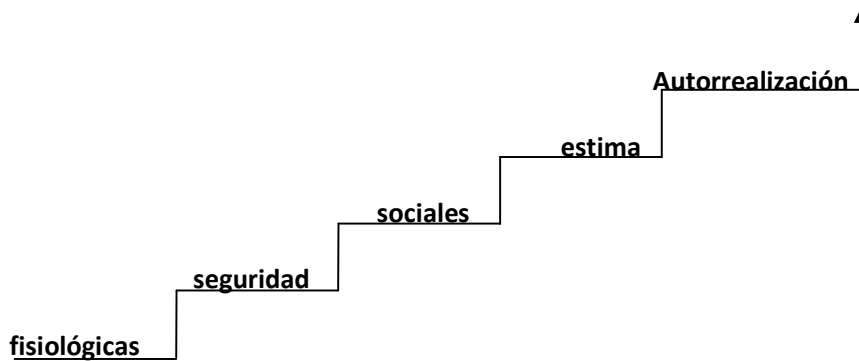 Autorrealización
estima
sociales
seguridad
fisiológicas